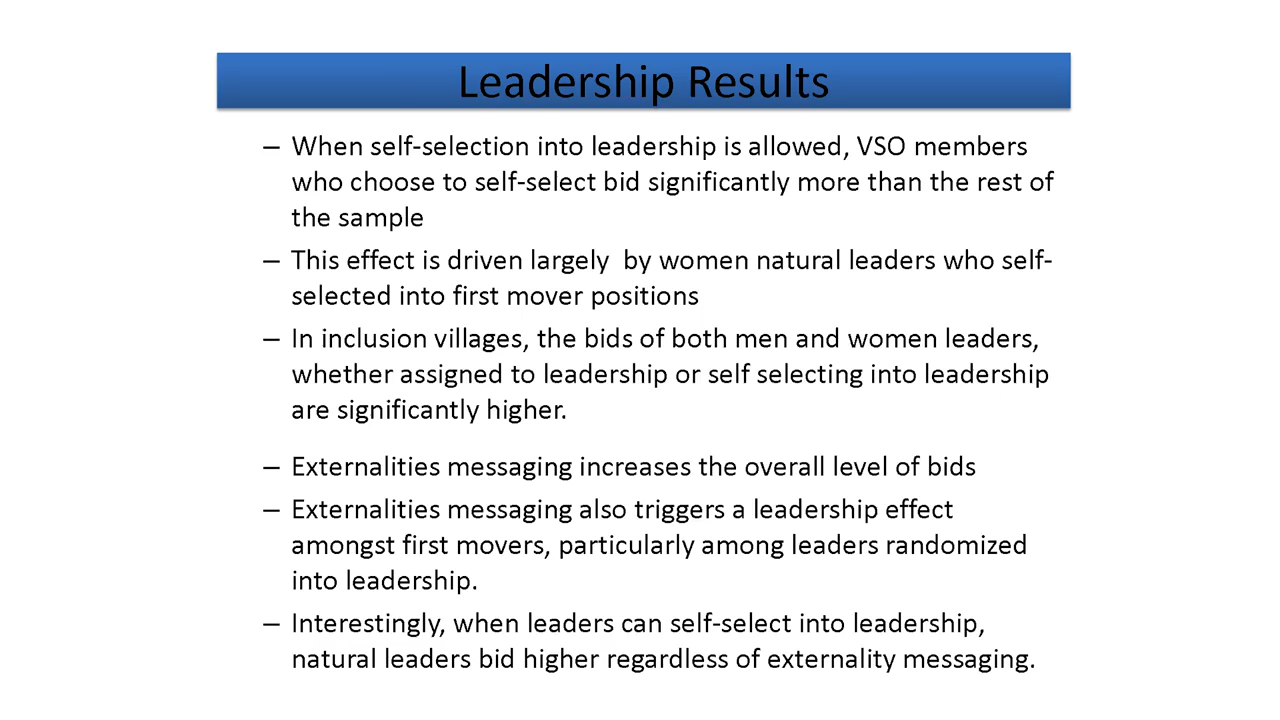 Leadership Results
– When self-selection into leadership is allowed, VSO members
who choose to self-select bid significantly more than the rest of
the sample
– This effect is driven largely  by women natural leaders who self-
selected into first mover positions
– In inclusion villages, the bids of both men and women leaders,
whether assigned to leadership or self selecting into leadership
are significantly higher.
– Externalities messaging increases the overall level of bids
– Externalities messaging also triggers a leadership effect
amongst first movers, particularly among leaders randomized
into leadership.
– Interestingly, when leaders can self-select into leadership,
natural leaders bid higher regardless of externality messaging.